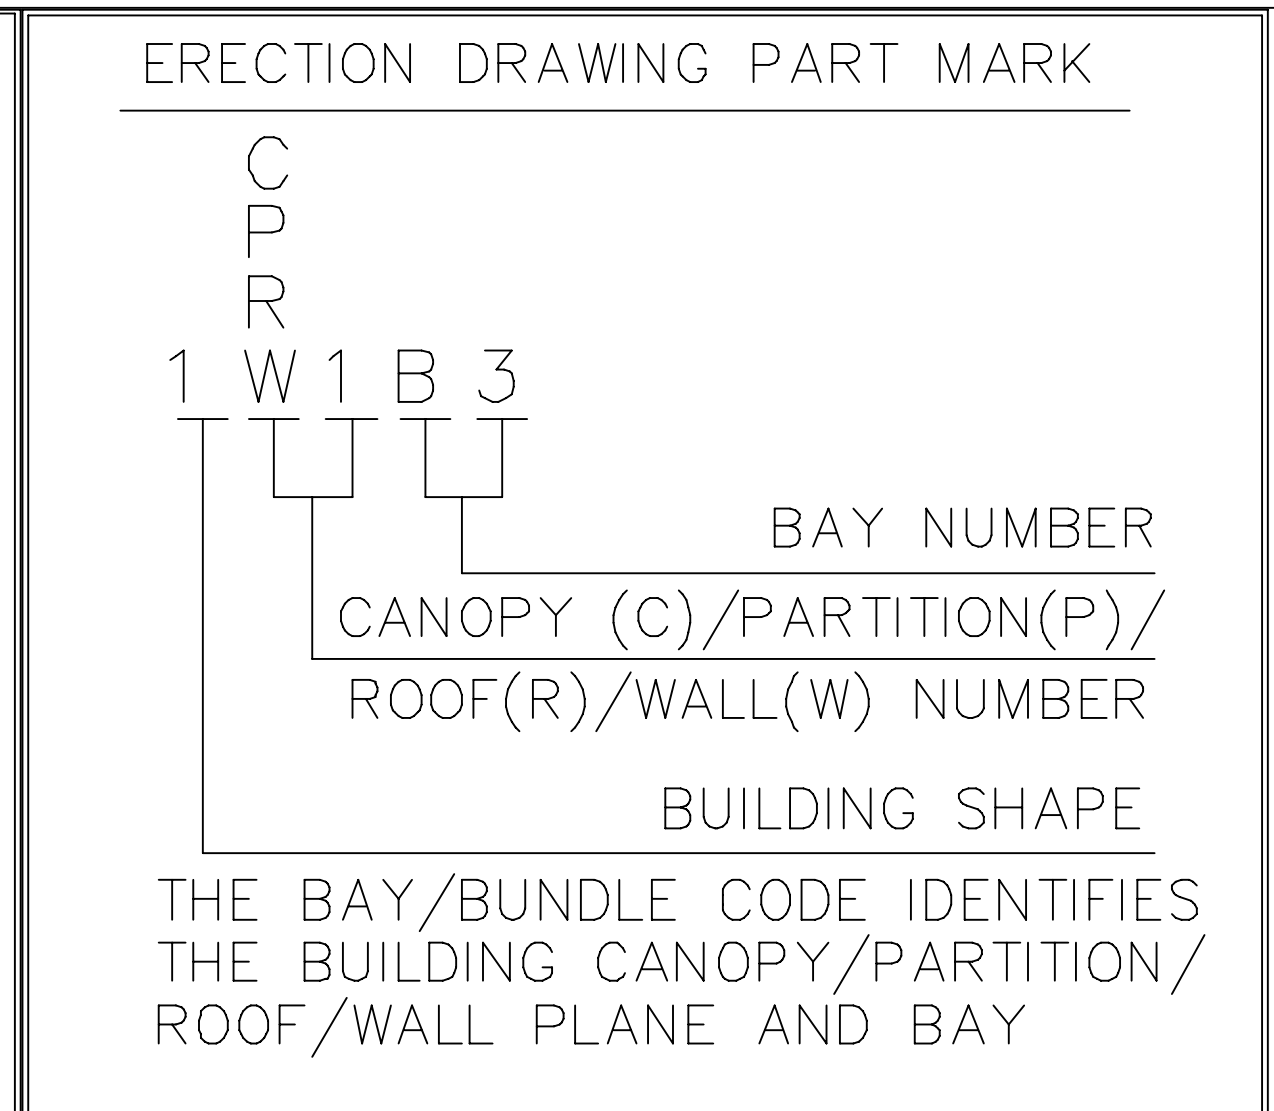 ERECTION DRAWING PART MARK
C
P
R
1 W 1 B 3
BAY NUMBER
CANOPY (C)/PARTITION(P)/
ROOF(R)/WALL(W) NUMBER
BUILDING SHAPE
THE BAY/BUNDLE CODE IDENTIFIES
THE BUILDING CANOPY/PARTITION/
ROOF/WALL PLANE AND BAY